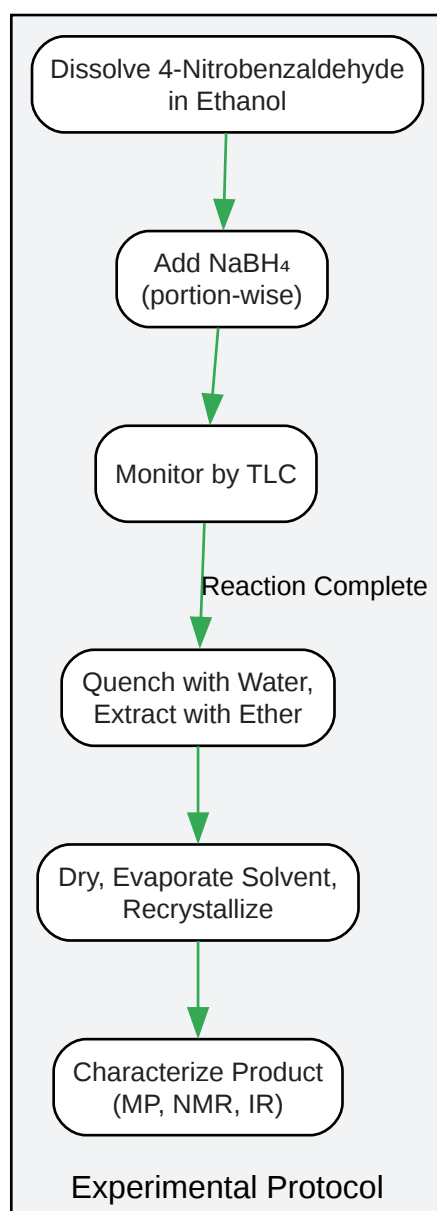 Dissolve 4-Nitrobenzaldehyde
in Ethanol
Add NaBH₄
(portion-wise)
Monitor by TLC
Reaction Complete
Quench with Water,
Extract with Ether
Dry, Evaporate Solvent,
Recrystallize
Characterize Product
(MP, NMR, IR)
Experimental Protocol